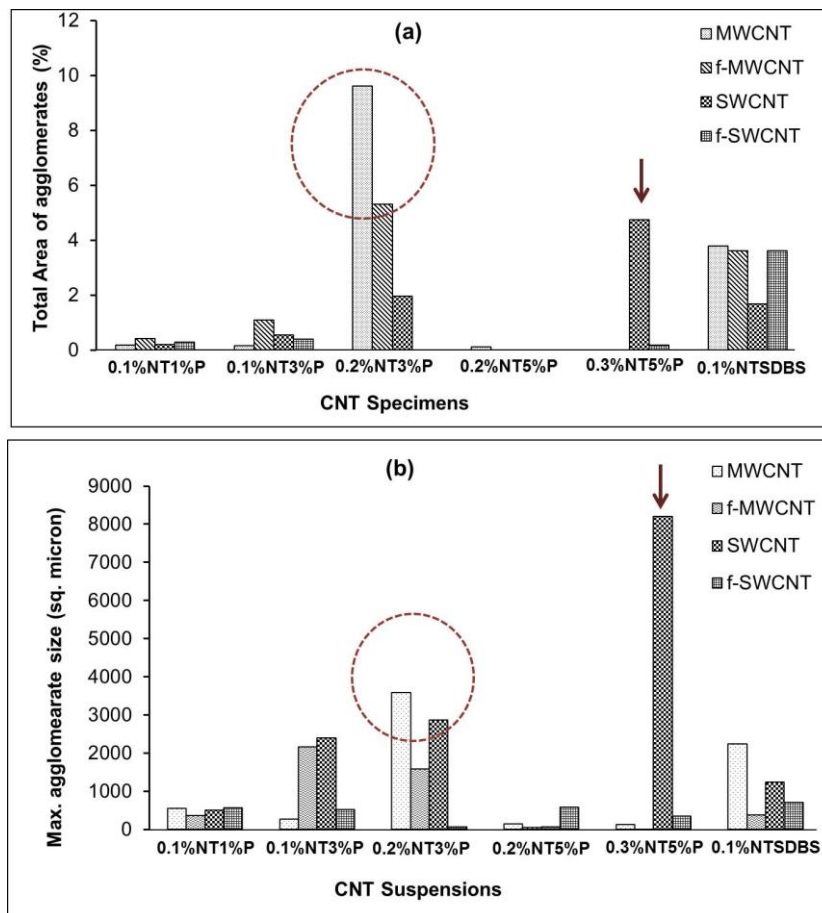 (a)
MWCNT
f-MWCNT
SWCNT
f-SWCNT
Total Area of agglomerates (%)
12
10
8
6
4
2
0
0.1%NT1%P 0.1%NT3%P 0.2%NT3%P 0.2%NT5%P 0.3%NT5%P 0.1%NTSDBS
CNT Specimens
(b)
MWCNT
f-MWCNT
SWCNT
f-SWCNT
Max. agglomearate size (sq. micron)
9000
8000
7000
6000
5000
4000
3000
2000
1000
0
0.1%NT1%P 0.1%NT3%P 0.2%NT3%P 0.2%NT5%P 0.3%NT5%P 0.1%NTSDBS
CNT Suspensions